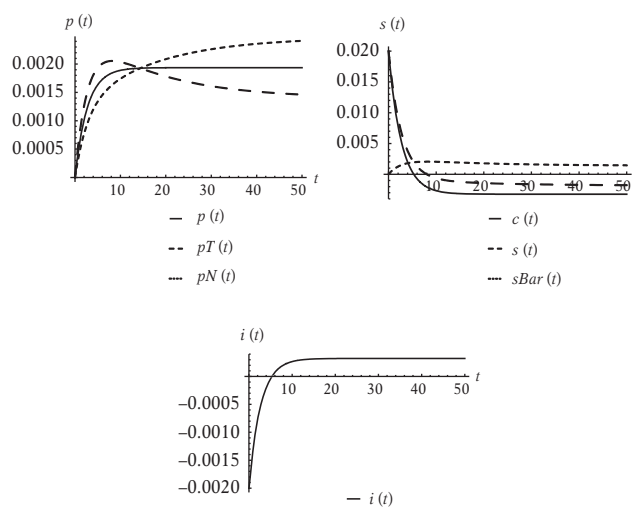 p (t)
0.0020
0.0015
0.0010
0.0005
10 20 30 40 50 t
p (t)
pT (t)
pN (t)
s (t)
0.020
0.015
0.010
0.005
10 20 30 40 50 t
c (t)
s (t)
sBar (t)
i (t)
10 20 30 40 50 t
–0.0005
–0.0010
–0.0015
–0.0020
i (t)